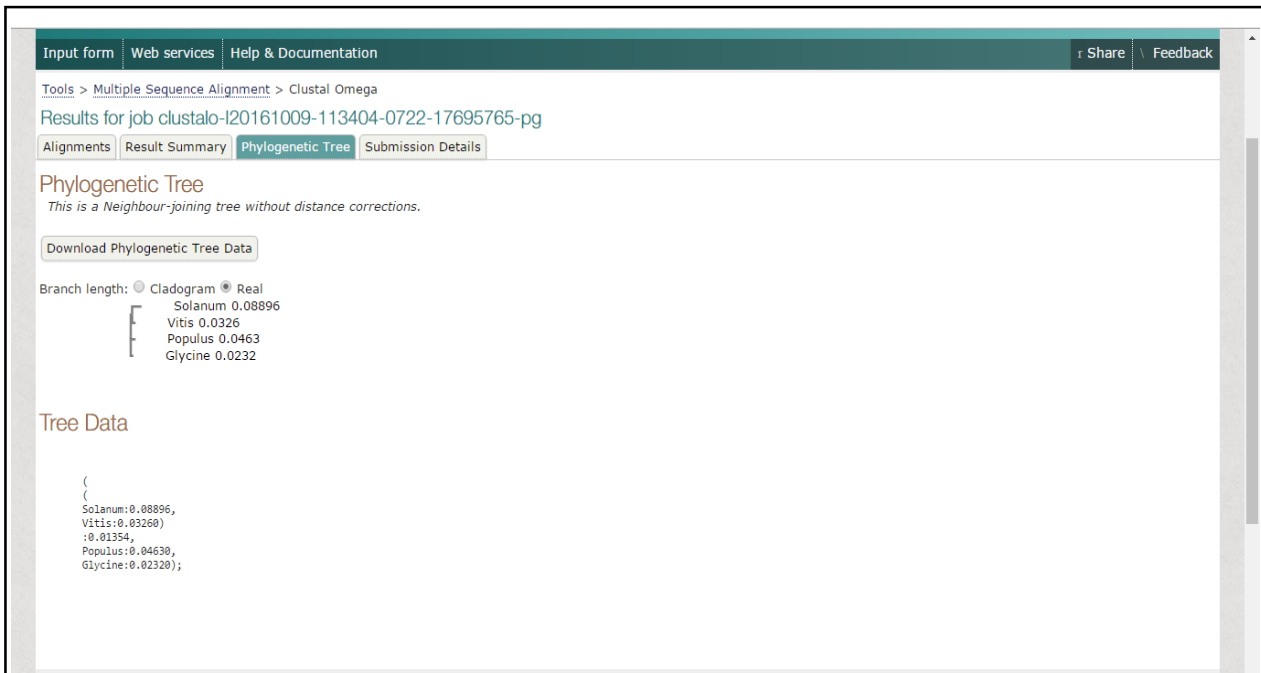 Input form Web services Help & Documentation r Share \ Feedback
Tools > Multiple Sequence Alignment > Clustal Omega
Results for job clustalo-I20161009-113404-0722-17695765-pg
Alignments Result Summary Phylogenetic Tree Submission Details
Phylogenetic Tree
This is a Neighbour-joining tree without distance corrections.
Download Phylogenetic Tree Data
Branch length: Cladogram Real
Solanum 0.08896
Vitis 0.0326
Populus 0.0463
Glycine 0.0232
Tree Data
(
(
Solanum:0.08896,
Vitis:0.03260)
:0.01354,
Populus:0.04630,
Glycine:0.02320);